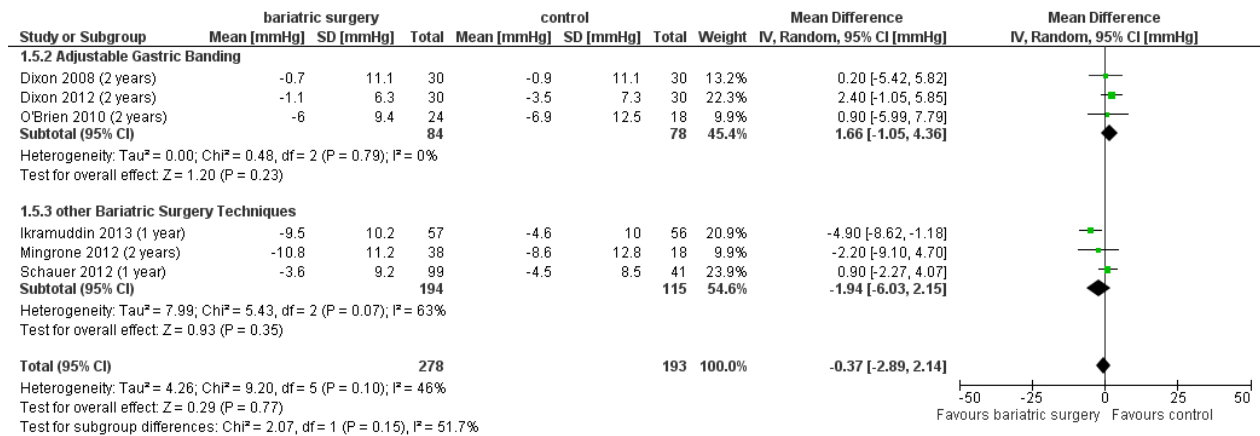 bariatric surgery control Mean Difference Mean Difference
Study or Subgroup Mean [mmHg] SD [mmHg] Total Mean [mmHg] SD [mmHg] Total Weight IV, Random, 95% CI [mmHg] IV, Random, 95% CI [mmHg]
1.5.2 Adjustable Gastric Banding
Dixon 2008 (2 years) -0.7 11.1 30 -0.9 11.1 30 13.2% 0.20 [-5.42, 5.82]
Dixon 2012 (2 years) -1.1 6.3 30 -3.5 7.3 30 22.3% 2.40 [-1.05, 5.85]
O'Brien 2010 (2 years) -6 9.4 24 -6.9 12.5 18 9.9% 0.90 [-5.99, 7.79]
Subtotal (95% CI) 84 78 45.4% 1.66 [-1.05, 4.36]
Heterogeneity: Tau² = 0.00; Chi² = 0.48, df = 2 (P = 0.79); I² = 0%
Test for overall effect: Z = 1.20 (P = 0.23)
1.5.3 other Bariatric Surgery Techniques
Ikramuddin 2013 (1 year) -9.5 10.2 57 -4.6 10 56 20.9% -4.90 [-8.62, -1.18]
Mingrone 2012 (2 years) -10.8 11.2 38 -8.6 12.8 18 9.9% -2.20 [-9.10, 4.70]
Schauer 2012 (1 year) -3.6 9.2 99 -4.5 8.5 41 23.9% 0.90 [-2.27, 4.07]
Subtotal (95% CI) 194 115 54.6% -1.94 [-6.03, 2.15]
Heterogeneity: Tau² = 7.99; Chi² = 5.43, df = 2 (P = 0.07); I² = 63%
Test for overall effect: Z = 0.93 (P = 0.35)
Total (95% CI) 278 193 100.0% -0.37 [-2.89, 2.14]
Heterogeneity: Tau² = 4.26; Chi² = 9.20, df = 5 (P = 0.10); I² = 46%
Test for overall effect: Z = 0.29 (P = 0.77)
Test for subgroup differences: Chi² = 2.07, df = 1 (P = 0.15), I² = 51.7%
-50 -25 0 25 50
Favours bariatric surgery Favours control